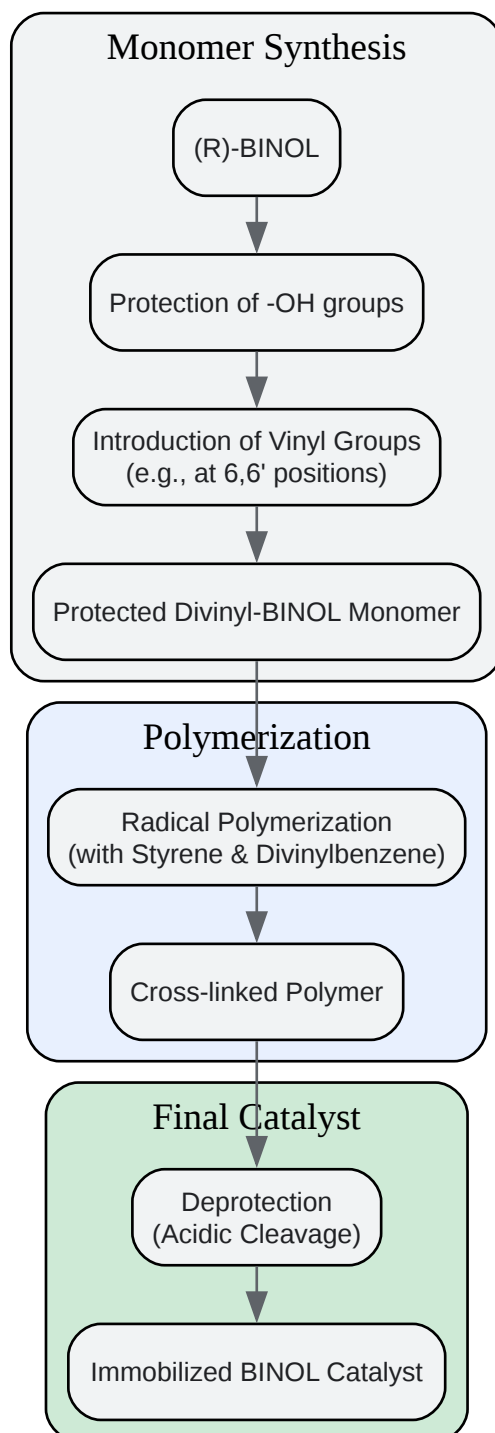 Monomer Synthesis
(R)-BINOL
Protection of -OH groups
Introduction of Vinyl Groups
(e.g., at 6,6' positions)
Protected Divinyl-BINOL Monomer
Polymerization
Radical Polymerization
(with Styrene & Divinylbenzene)
Cross-linked Polymer
Final Catalyst
Deprotection
(Acidic Cleavage)
Immobilized BINOL Catalyst